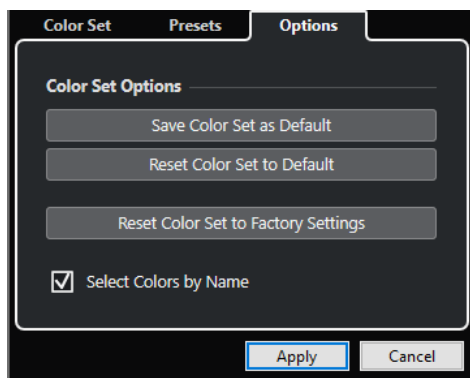 Color Set Presets Options
Color Set Options
Save Color Set as Default
Reset Color Set to Default
Reset Color Set to Factory Settings
Select Colors by Name
Apply Cancel